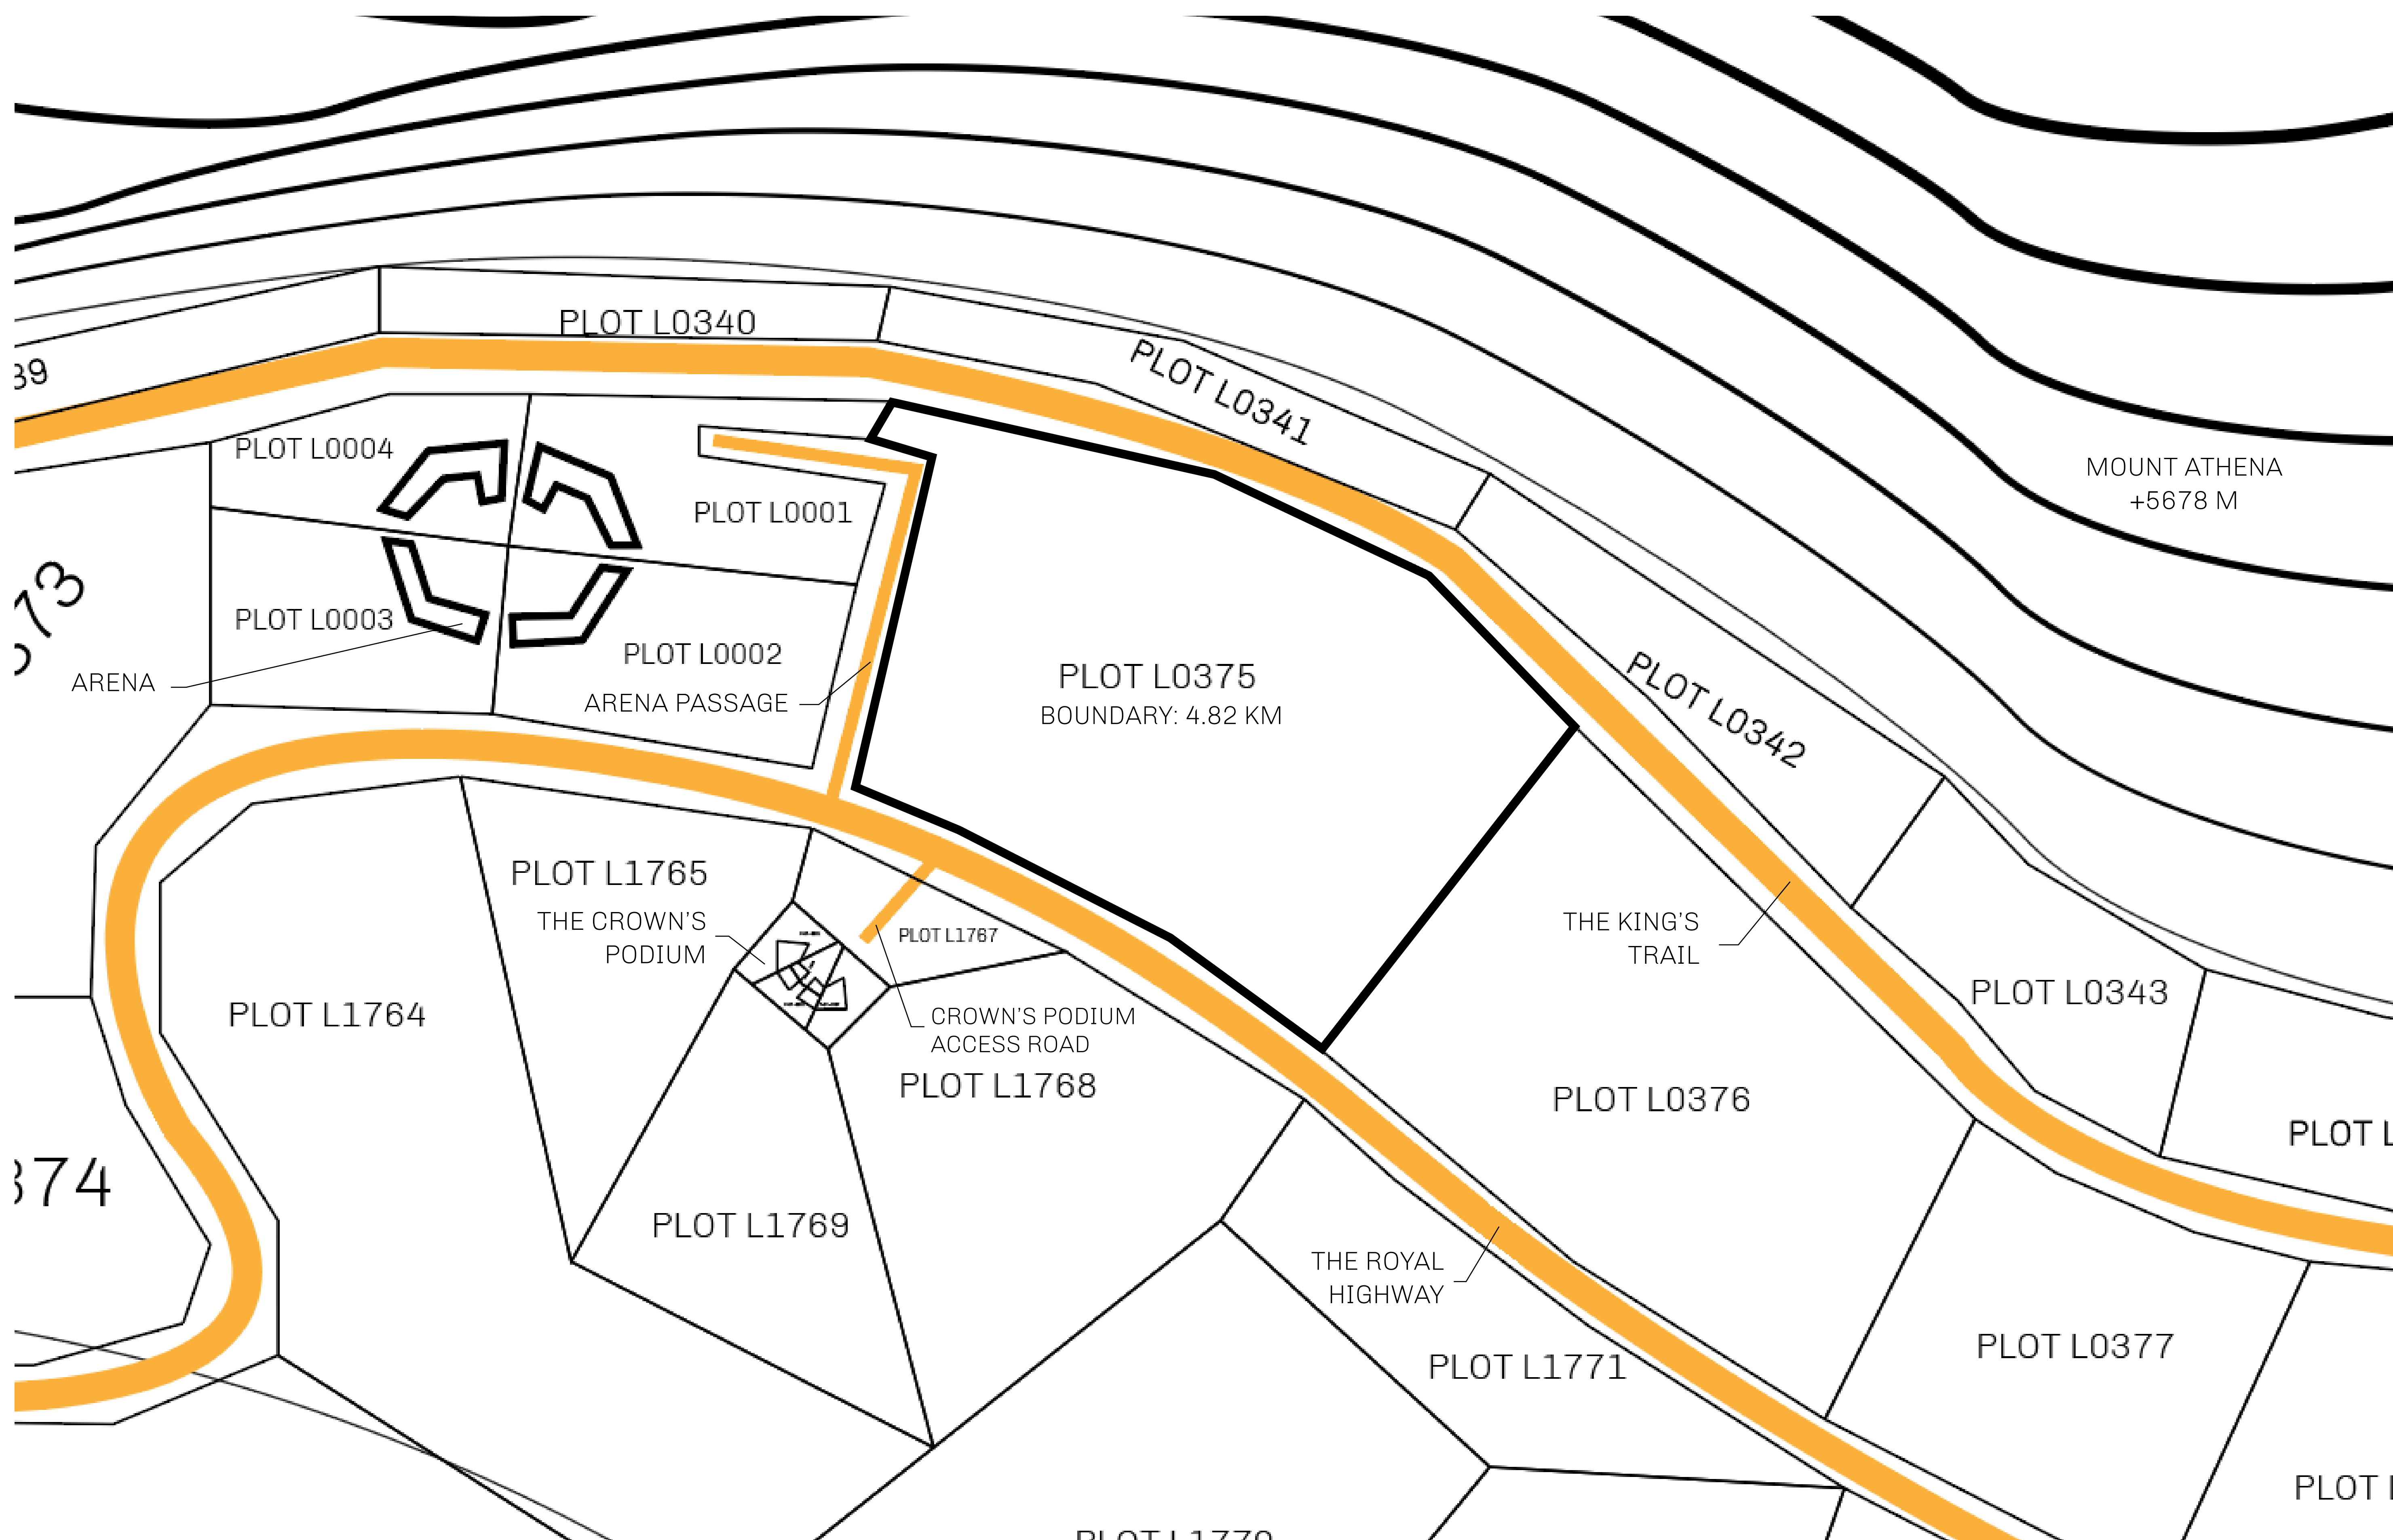 PLOT L0340
PLOT L0341
39
PLOT L0004
MOUNT ATHENA
+5678 M
PLOT L0001
PLOT L0003
PLOT L0002
ARENA
ARENA PASSAGE
PLOT L0375
BOUNDARY: 4.82 KM
PLOT L0342
373
PLOT L1765
THE CROWN'S
PODIUM
PLOT L1767
THE KING'S
TRAIL
PLOT L1764
CROWN'S PODIUM
ACCESS ROAD
PLOT L0343
PLOT L1768
PLOT L0376
PLOT L
374
PLOT L1769
THE ROYAL
HIGHWAY
PLOT L0377
PLOT L1771
PLOT